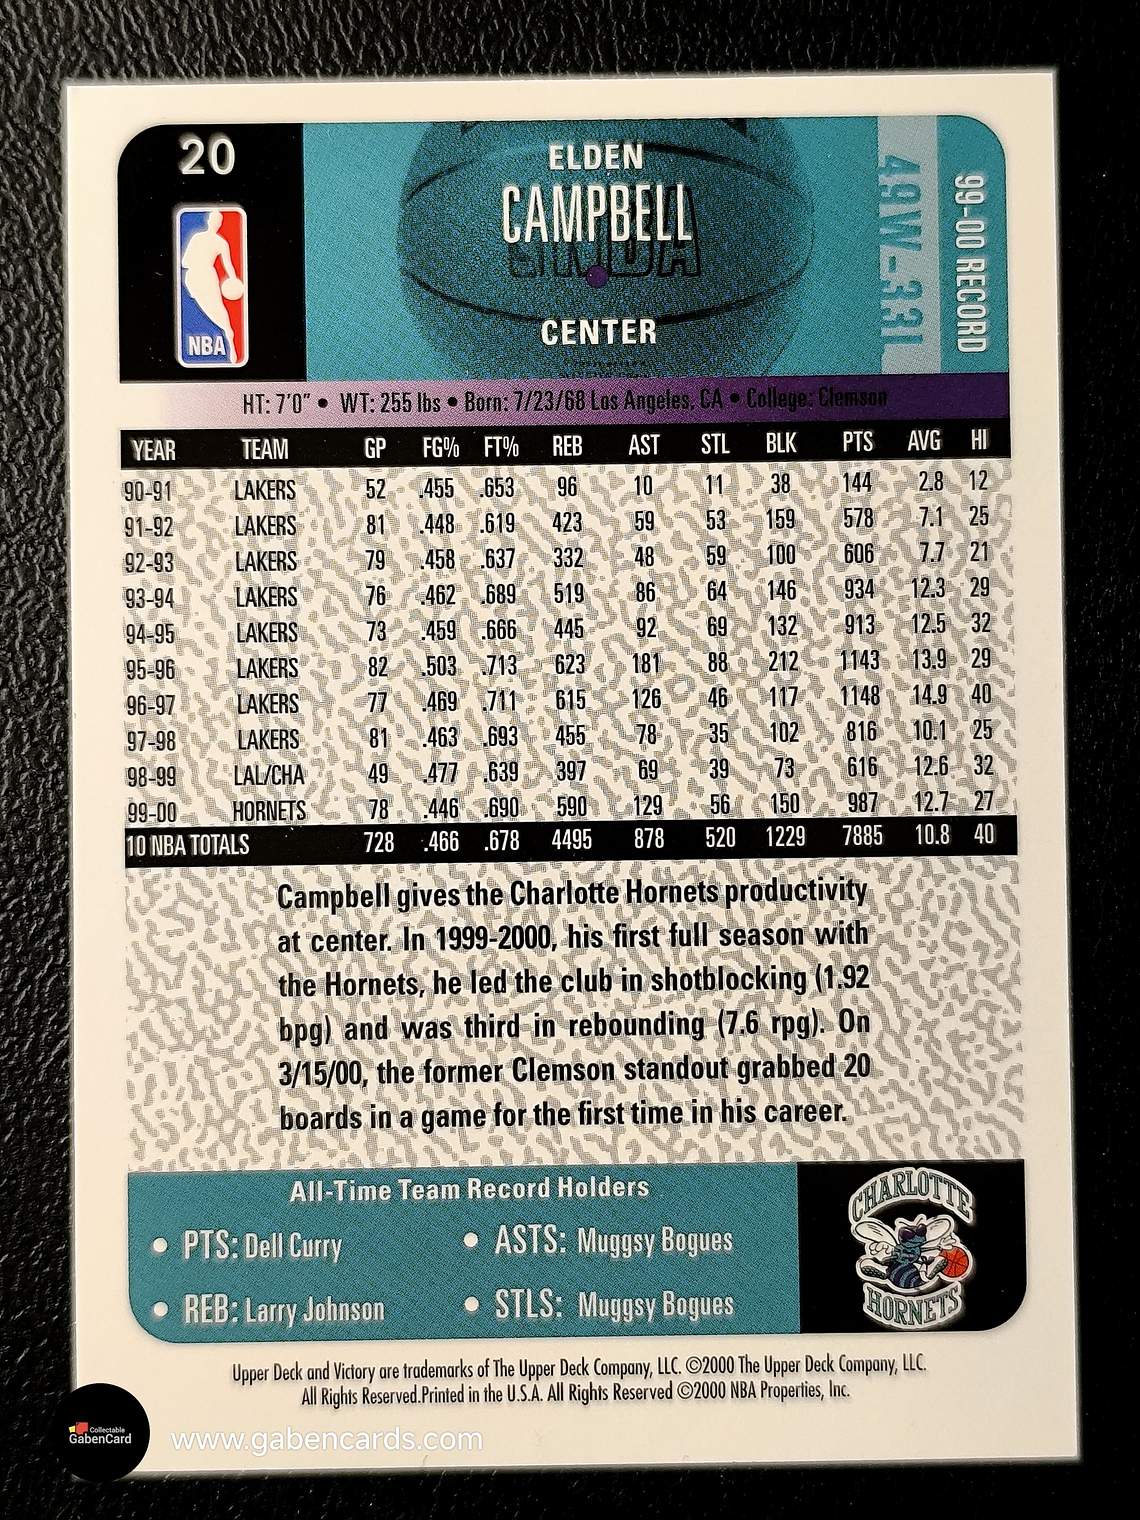 20
ELDEN
CAMPBELL
NBA
CENTER
49W-33L
99-00 RECORD
NBA
HT: 7'0" • WT: 255 lbs • Born: 7/23/68 Los Angeles, CA • College: Clemson
YEAR TEAM GP FG% FT% REB AST STL BLK PTS AVG HI
90-91 LAKERS 52 .455 .653 96 10 11 38 144 2.8 12
91-92 LAKERS 81 .448 .619 423 59 53 159 578 7.1 25
92-93 LAKERS 79 .458 .637 332 48 59 100 606 7.7 21
93-94 LAKERS 76 .462 .689 519 86 64 146 934 12.3 29
94-95 LAKERS 73 .459 .666 445 92 69 132 913 12.5 32
95-96 LAKERS 82 .503 .713 623 181 88 212 1143 13.9 29
96-97 LAKERS 77 .469 .711 615 126 46 117 1148 14.9 40
97-98 LAKERS 81 .463 .693 455 78 35 102 816 10.1 25
98-99 LAL/CHA 49 .477 .639 397 69 39 73 616 12.6 32
99-00 HORNETS 78 .446 .690 590 129 56 150 987 12.7 27
10 NBA TOTALS 728 .466 .678 4495 878 520 1229 7885 10.8 40
Campbell gives the Charlotte Hornets productivity
at center. In 1999-2000, his first full season with
the Hornets, he led the club in shotblocking (1.92
bpg) and was third in rebounding (7.6 rpg). On
3/15/00, the former Clemson standout grabbed 20
boards in a game for the first time in his career.
All-Time Team Record Holders
• PTS: Dell Curry • ASTS: Muggsy Bogues
• REB: Larry Johnson • STLS: Muggsy Bogues
CHARLOTTE
HORNETS
Upper Deck and Victory are trademarks of The Upper Deck Company, LLC. ©2000 The Upper Deck Company, LLC.
All Rights Reserved.Printed in the U.S.A. All Rights Reserved ©2000 NBA Properties, Inc.
Collectable
GabenCard
www.gabencards.com